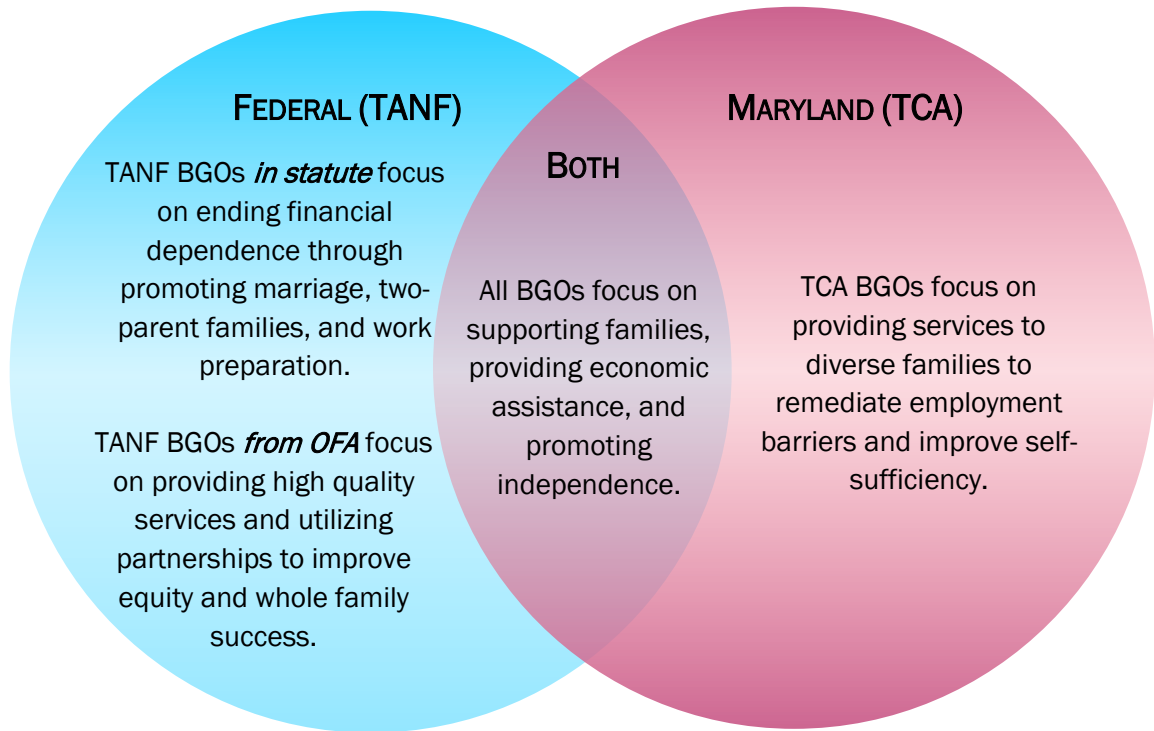 FEDERAL (TANF)
TANF BGOs in statute focus
on ending financial
dependence through
promoting marriage, two-
parent families, and work
preparation.
TANF BGOs from OFA focus
on providing high quality
services and utilizing
partnerships to improve
equity and whole family
success.
BOTH
All BGOs focus on
supporting families,
providing economic
assistance, and
promoting
independence.
MARYLAND (TCA)
TCA BGOs focus on
providing services to
diverse families to
remediate employment
barriers and improve self-
sufficiency.